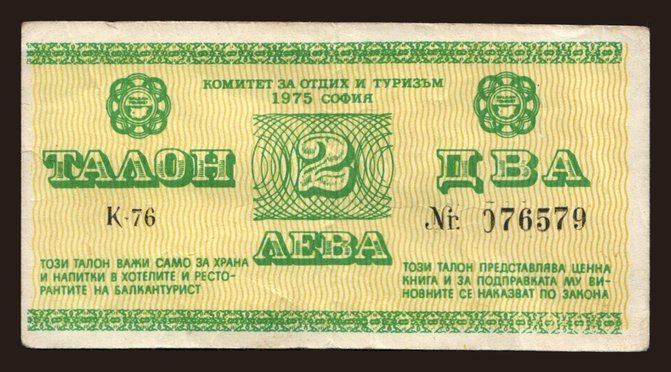 КОМИТЕТ ЗА ОТДИХ И ТУРИЗЪМ
1975 СОФИЯ
ТАЛОН 2 ДВА
К-76
№: 076579
ЛЕВА
ТОЗИ ТАЛОН ВАЖИ САМО ЗА ХРАНА
И НАПИТКИ В ХОТЕЛИТЕ И РЕСТО-
РАНТИТЕ НА БАЛКАНТУРИСТ
ТОЗИ ТАЛОН ПРЕДСТАВЛЯВА ЦЕННА
КНИГА И ЗА ПОДПРАВКАТА МУ ВИ-
НОВНИТЕ СЕ НАКАЗВАТ ПО ЗАКОНА